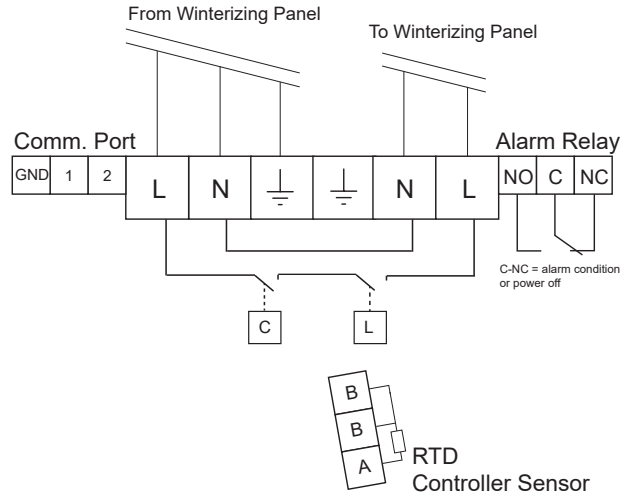 From Winterizing Panel
To Winterizing Panel
Comm. Port
Alarm Relay
GND 1 2 L N N L NO C NC
C-NC = alarm condition
or power off
C L
B
B
A
RTD
Controller Sensor